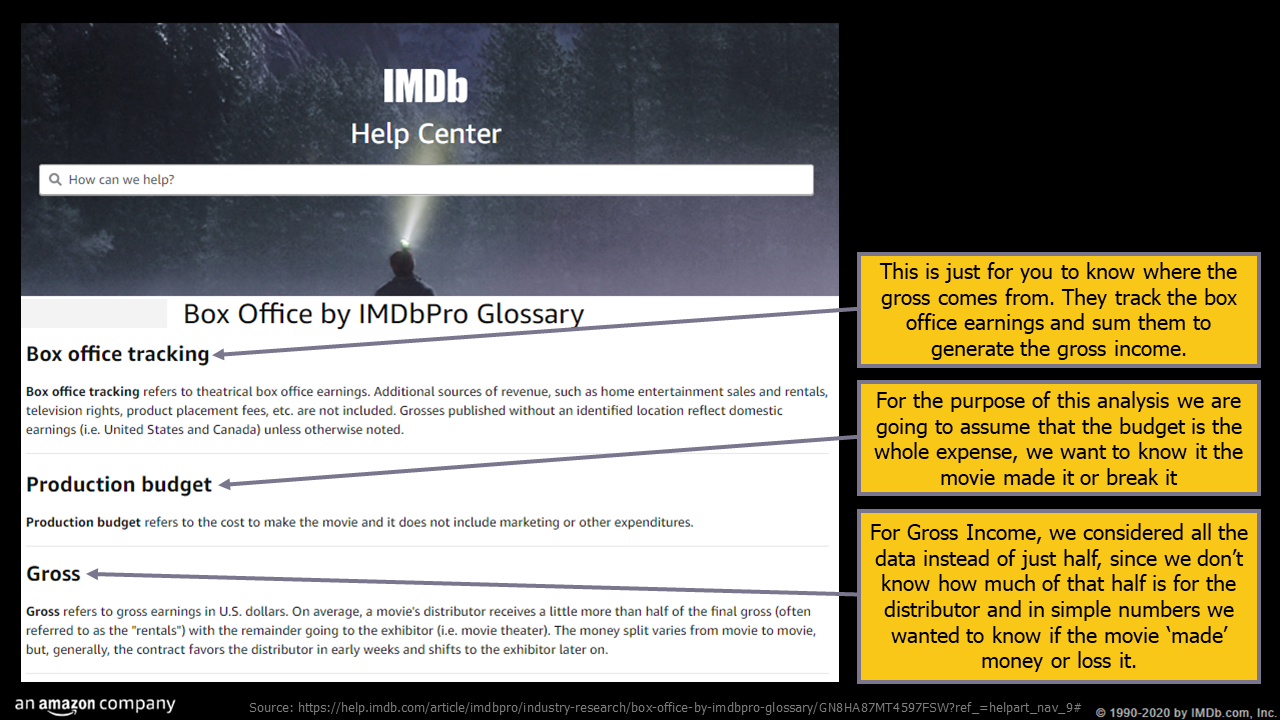 IMDb
Help Center
How can we help?
Box Office by IMDbPro Glossary
Box office tracking
Box office tracking refers to theatrical box office earnings. Additional sources of revenue, such as home entertainment sales and rentals,
television rights, product placement fees, etc. are not included. Grosses published without an identified location reflect domestic
earnings (i.e. United States and Canada) unless otherwise noted.
Production budget
Production budget refers to the cost to make the movie and it does not include marketing or other expenditures.
Gross
Gross refers to gross earnings in U.S. dollars. On average, a movie's distributor receives a little more than half of the final gross (often
referred to as the "rentals") with the remainder going to the exhibitor (i.e. movie theater). The money split varies from movie to movie,
but, generally, the contract favors the distributor in early weeks and shifts to the exhibitor later on.
This is just for you to know where the
gross comes from. They track the box
office earnings and sum them to
generate the gross income.
For the purpose of this analysis we are
going to assume that the budget is the
whole expense, we want to know it the
movie made it or break it
For Gross Income, we considered all the
data instead of just half, since we don’t
know how much of that half is for the
distributor and in simple numbers we
wanted to know if the movie ‘made’
money or loss it.
an amazon company
Source: https://help.imdb.com/article/imdbpro/industry-research/box-office-by-imdbpro-glossary/GN8HA87MT4597FSW?ref_=helpart_nav_9#
© 1990-2020 by IMDb.com, Inc.